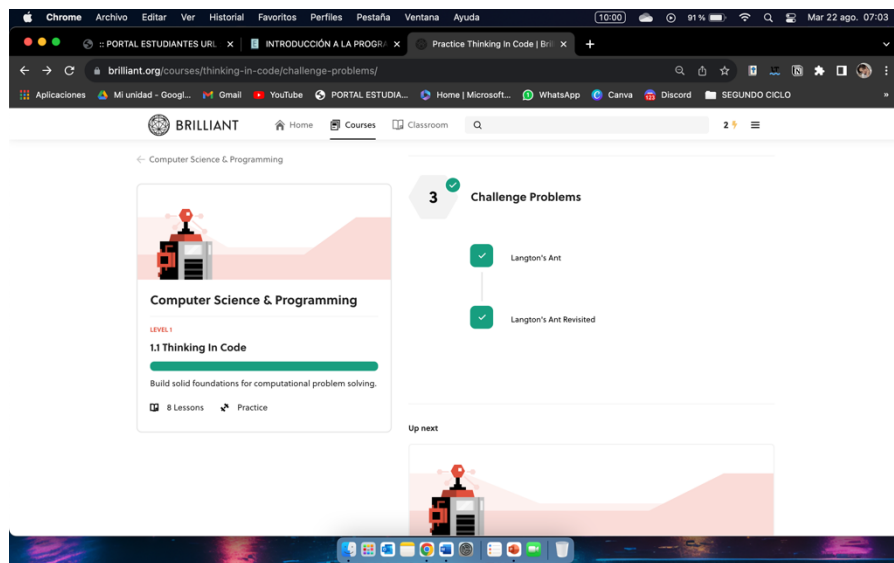 Chrome Archivo Editar Ver Historial Favoritos Perfiles Pestaña Ventana Ayuda 10:00 91 % Mar 22 ago. 07:03
:: PORTAL ESTUDIANTES URL INTRODUCCIÓN A LA PROGRA Practice Thinking In Code | Bril
brilliant.org/courses/thinking-in-code/challenge-problems/
Aplicaciones Mi unidad - Googl... Gmail YouTube PORTAL ESTUDIA... Home | Microsoft... WhatsApp Canva Discord SEGUNDO CICLO »
BRILLIANT Home Courses Classroom 2
Computer Science & Programming
3 Challenge Problems
Langton's Ant
Computer Science & Programming
LEVEL 1
Langton's Ant Revisited
1.1 Thinking In Code
Build solid foundations for computational problem solving.
8 Lessons Practice
Up next